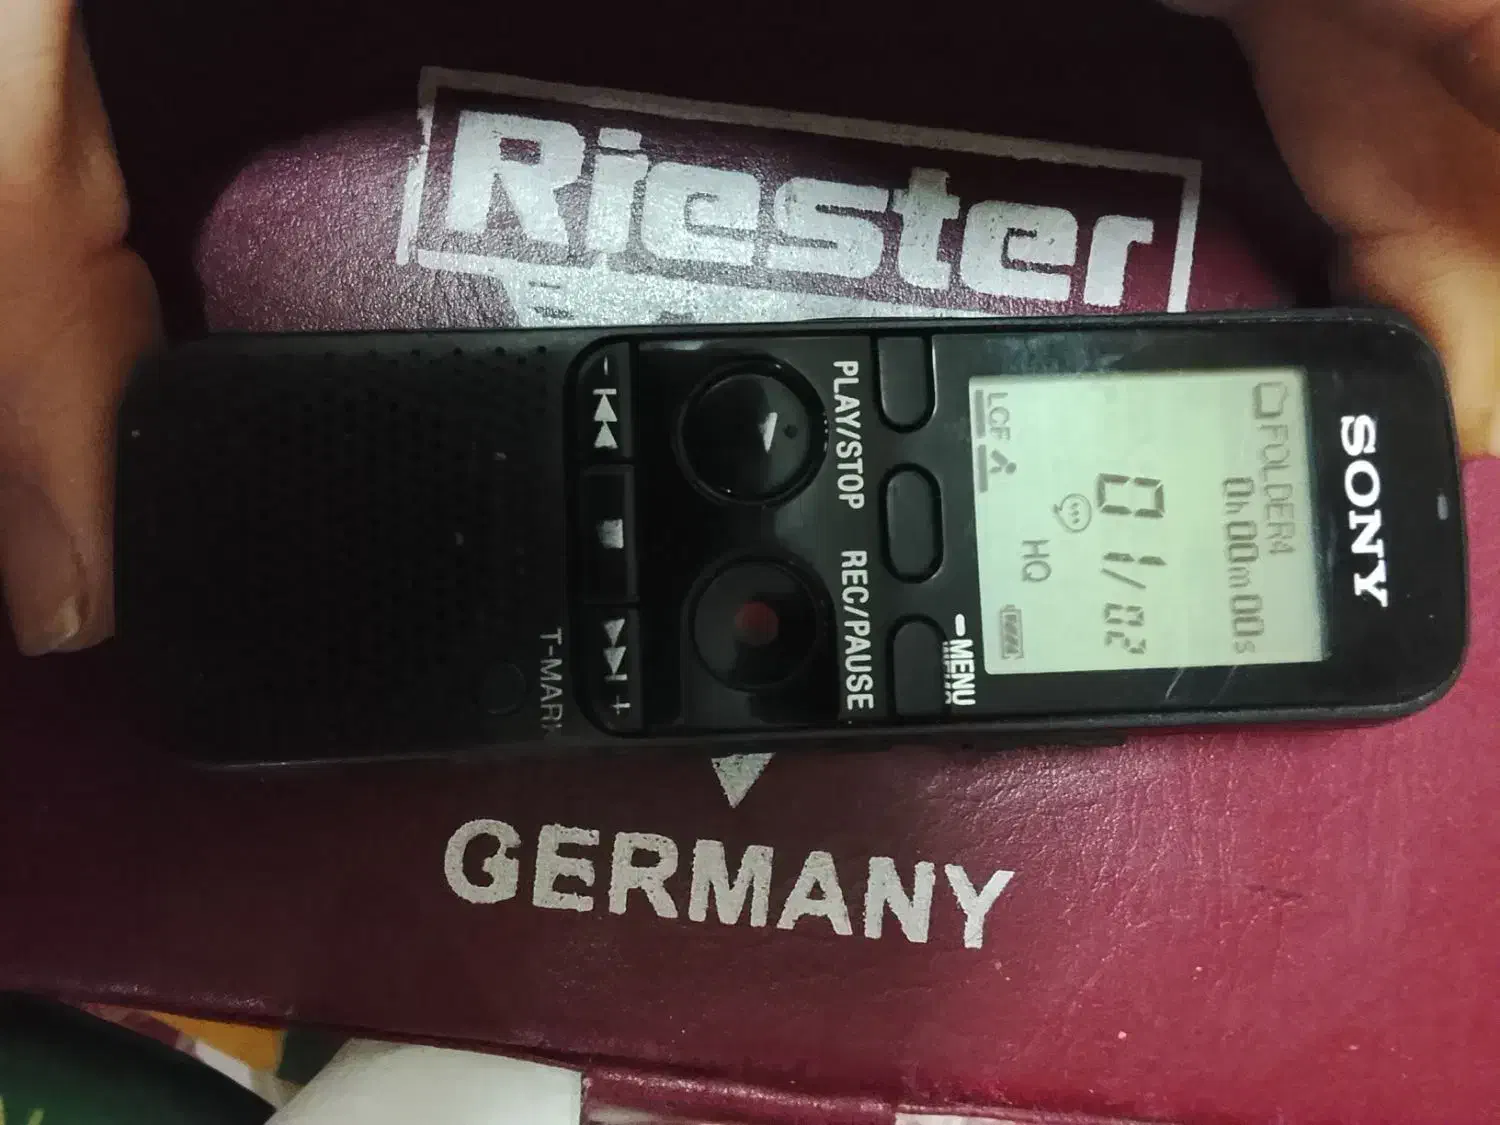 Riester
SONY
FOLDER4
0h00m00s
01/02
HQ
LCF
MENU
PLAY/STOP
REC/PAUSE
T-MARK
GERMANY